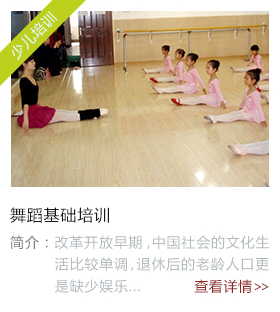 少儿培训
舞蹈基础培训
简介：改革开放早期,中国社会的文化生
活比较单调,退休后的老龄人口更
是缺少娱乐... 查看详情>>